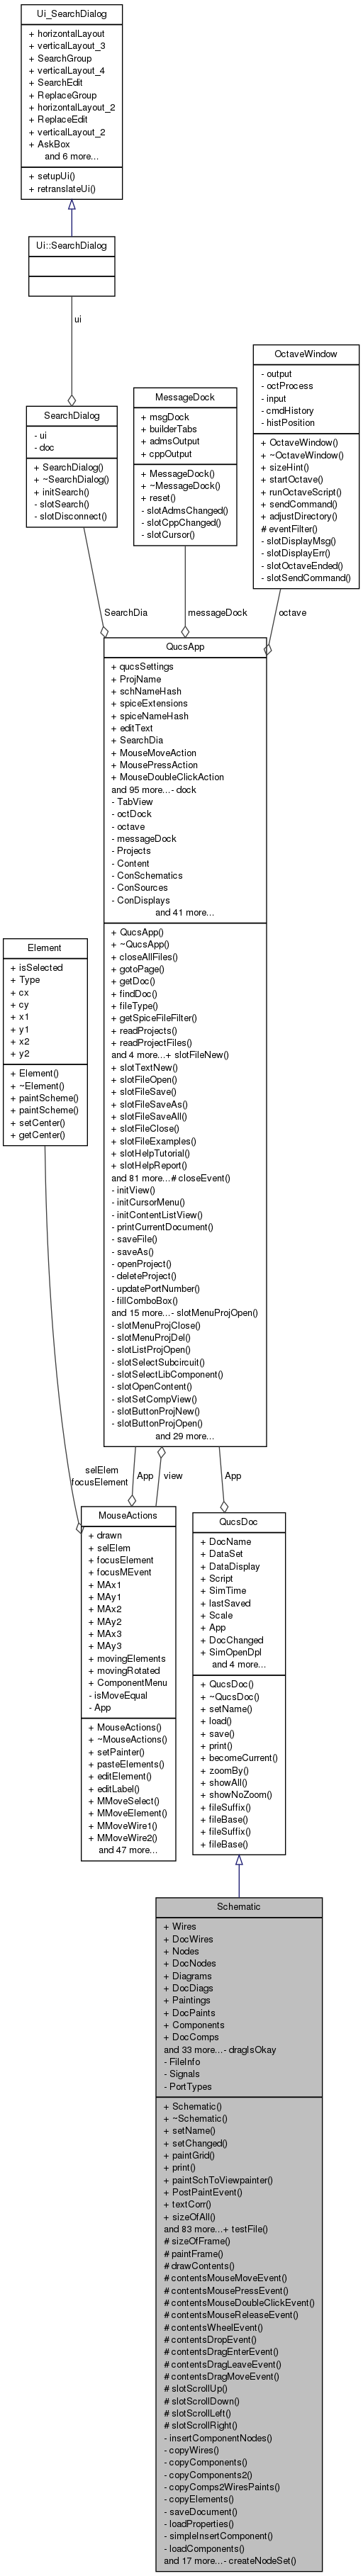 Ui_SearchDialog
+ horizontalLayout
+ verticalLayout_3
+ SearchGroup
+ verticalLayout_4
+ SearchEdit
+ ReplaceGroup
+ horizontalLayout_2
+ ReplaceEdit
+ verticalLayout_2
+ AskBox
and 6 more...
+ setupUi()
+ retranslateUi()
Ui::SearchDialog
ui
SearchDialog
- ui
- doc
+ SearchDialog()
+ ~SearchDialog()
+ initSearch()
- slotSearch()
- slotDisconnect()
MessageDock
+ msgDock
+ builderTabs
+ admsOutput
+ cppOutput
+ MessageDock()
+ ~MessageDock()
+ reset()
- slotAdmsChanged()
- slotCppChanged()
- slotCursor()
OctaveWindow
- output
- octProcess
- input
- cmdHistory
- histPosition
+ OctaveWindow()
+ ~OctaveWindow()
+ sizeHint()
+ startOctave()
+ runOctaveScript()
+ sendCommand()
+ adjustDirectory()
# eventFilter()
- slotDisplayMsg()
- slotDisplayErr()
- slotOctaveEnded()
- slotSendCommand()
SearchDia
messageDock
octave
QucsApp
+ qucsSettings
+ ProjName
+ schNameHash
+ spiceExtensions
+ spiceNameHash
+ editText
+ SearchDia
+ MouseMoveAction
+ MousePressAction
+ MouseDoubleClickAction
and 95 more...- dock
- TabView
- octDock
- octave
- messageDock
- Projects
- Content
- ConSchematics
- ConSources
- ConDisplays
and 41 more...
+ QucsApp()
+ ~QucsApp()
+ closeAllFiles()
+ gotoPage()
+ getDoc()
+ findDoc()
+ fileType()
+ getSpiceFileFilter()
+ readProjects()
+ readProjectFiles()
and 4 more...+ slotFileNew()
+ slotTextNew()
+ slotFileOpen()
+ slotFileSave()
+ slotFileSaveAs()
+ slotFileSaveAll()
+ slotFileClose()
+ slotFileExamples()
+ slotHelpTutorial()
+ slotHelpReport()
and 81 more...# closeEvent()
- initView()
- initCursorMenu()
- initContentListView()
- printCurrentDocument()
- saveFile()
- saveAs()
- openProject()
- deleteProject()
- updatePortNumber()
- fillComboBox()
and 15 more...- slotMenuProjOpen()
- slotMenuProjClose()
- slotMenuProjDel()
- slotListProjOpen()
- slotSelectSubcircuit()
- slotSelectLibComponent()
- slotOpenContent()
- slotSetCompView()
- slotButtonProjNew()
- slotButtonProjOpen()
and 29 more...
Element
+ isSelected
+ Type
+ cx
+ cy
+ x1
+ y1
+ x2
+ y2
+ Element()
+ ~Element()
+ paintScheme()
+ paintScheme()
+ setCenter()
+ getCenter()
selElem
focusElement
App
view
App
MouseActions
+ drawn
+ selElem
+ focusElement
+ focusMEvent
+ MAx1
+ MAy1
+ MAx2
+ MAy2
+ MAx3
+ MAy3
+ movingElements
+ movingRotated
+ ComponentMenu
- isMoveEqual
- App
+ MouseActions()
+ ~MouseActions()
+ setPainter()
+ pasteElements()
+ editElement()
+ editLabel()
+ MMoveSelect()
+ MMoveElement()
+ MMoveWire1()
+ MMoveWire2()
and 47 more...
QucsDoc
+ DocName
+ DataSet
+ DataDisplay
+ Script
+ SimTime
+ lastSaved
+ Scale
+ App
+ DocChanged
+ SimOpenDpl
and 4 more...
+ QucsDoc()
+ ~QucsDoc()
+ setName()
+ load()
+ save()
+ print()
+ becomeCurrent()
+ zoomBy()
+ showAll()
+ showNoZoom()
+ fileSuffix()
+ fileBase()
+ fileSuffix()
+ fileBase()
Schematic
+ Wires
+ DocWires
+ Nodes
+ DocNodes
+ Diagrams
+ DocDiags
+ Paintings
+ DocPaints
+ Components
+ DocComps
and 33 more...- dragIsOkay
- FileInfo
- Signals
- PortTypes
+ Schematic()
+ ~Schematic()
+ setName()
+ setChanged()
+ paintGrid()
+ print()
+ paintSchToViewpainter()
+ PostPaintEvent()
+ textCorr()
+ sizeOfAll()
and 83 more...+ testFile()
# sizeOfFrame()
# paintFrame()
# drawContents()
# contentsMouseMoveEvent()
# contentsMousePressEvent()
# contentsMouseDoubleClickEvent()
# contentsMouseReleaseEvent()
# contentsWheelEvent()
# contentsDropEvent()
# contentsDragEnterEvent()
# contentsDragLeaveEvent()
# contentsDragMoveEvent()
# slotScrollUp()
# slotScrollDown()
# slotScrollLeft()
# slotScrollRight()
- insertComponentNodes()
- copyWires()
- copyComponents()
- copyComponents2()
- copyComps2WiresPaints()
- copyElements()
- saveDocument()
- loadProperties()
- simpleInsertComponent()
- loadComponents()
and 17 more...- createNodeSet()